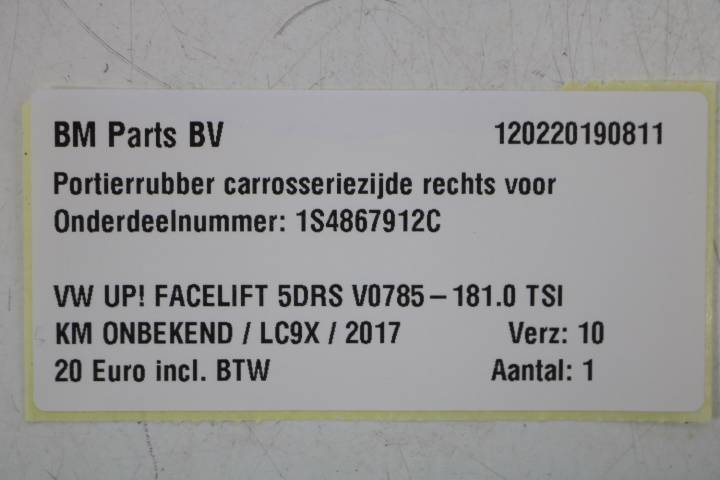 BM Parts BV 120220190811
Portierrubber carrosseriezijde rechts voor
Onderdeelnummer: 1S4867912C
VW UP! FACELIFT 5DRS V0785 – 181.0 TSI
KM ONBEKEND / LC9X / 2017 Verz: 10
20 Euro incl. BTW Aantal: 1